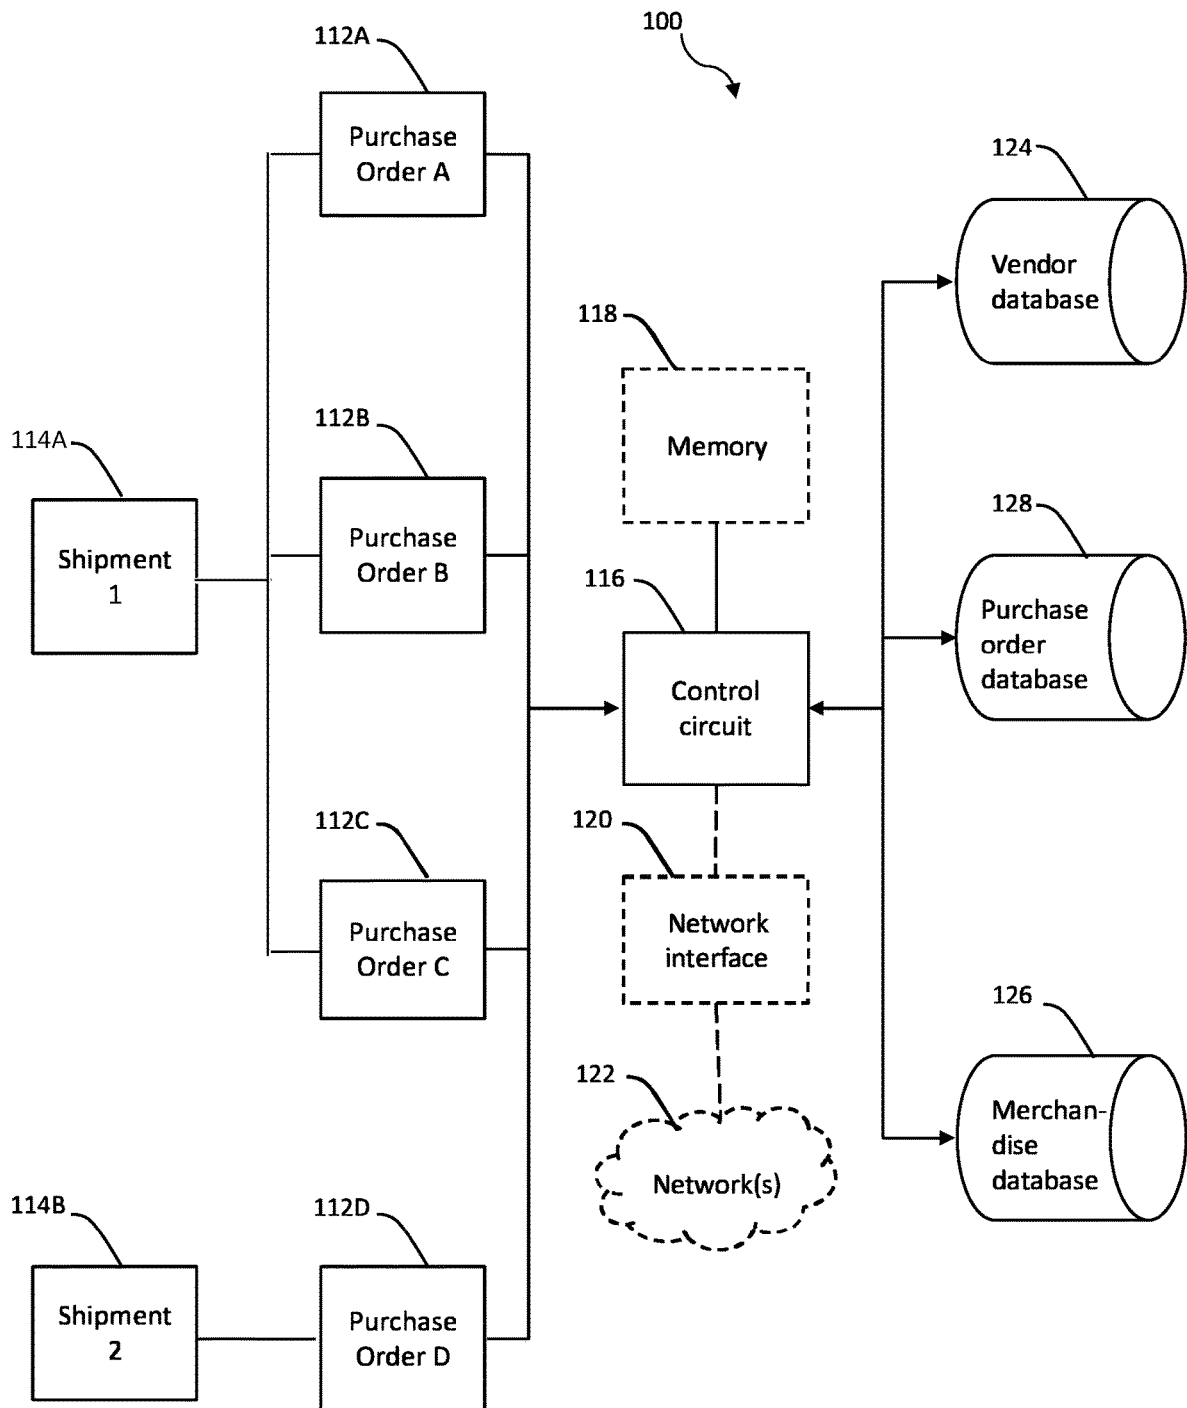 100
112A
Purchase
Order A
124
Vendor
database
118
Memory
112B
Purchase
Order B
114A
Shipment
1
128
Purchase
order
database
116
Control
circuit
112C
Purchase
Order C
120
Network
interface
126
Merchan-
dise
database
122
Network(s)
114B
Shipment
2
112D
Purchase
Order D